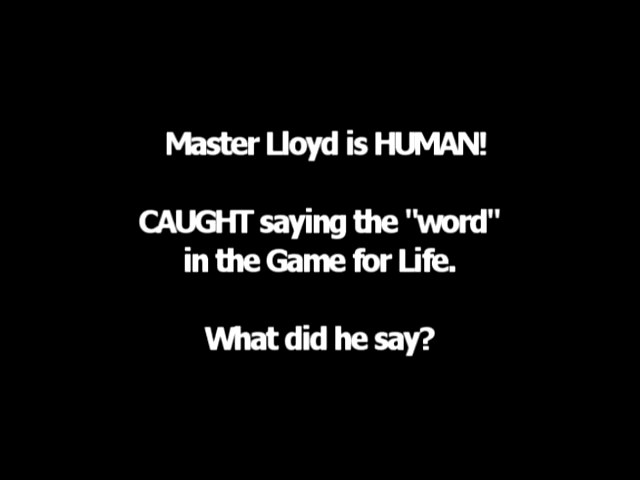 Master Lloyd is HUMAN!
CAUGHT saying the "word"
in the Game for Life.
What did he say?